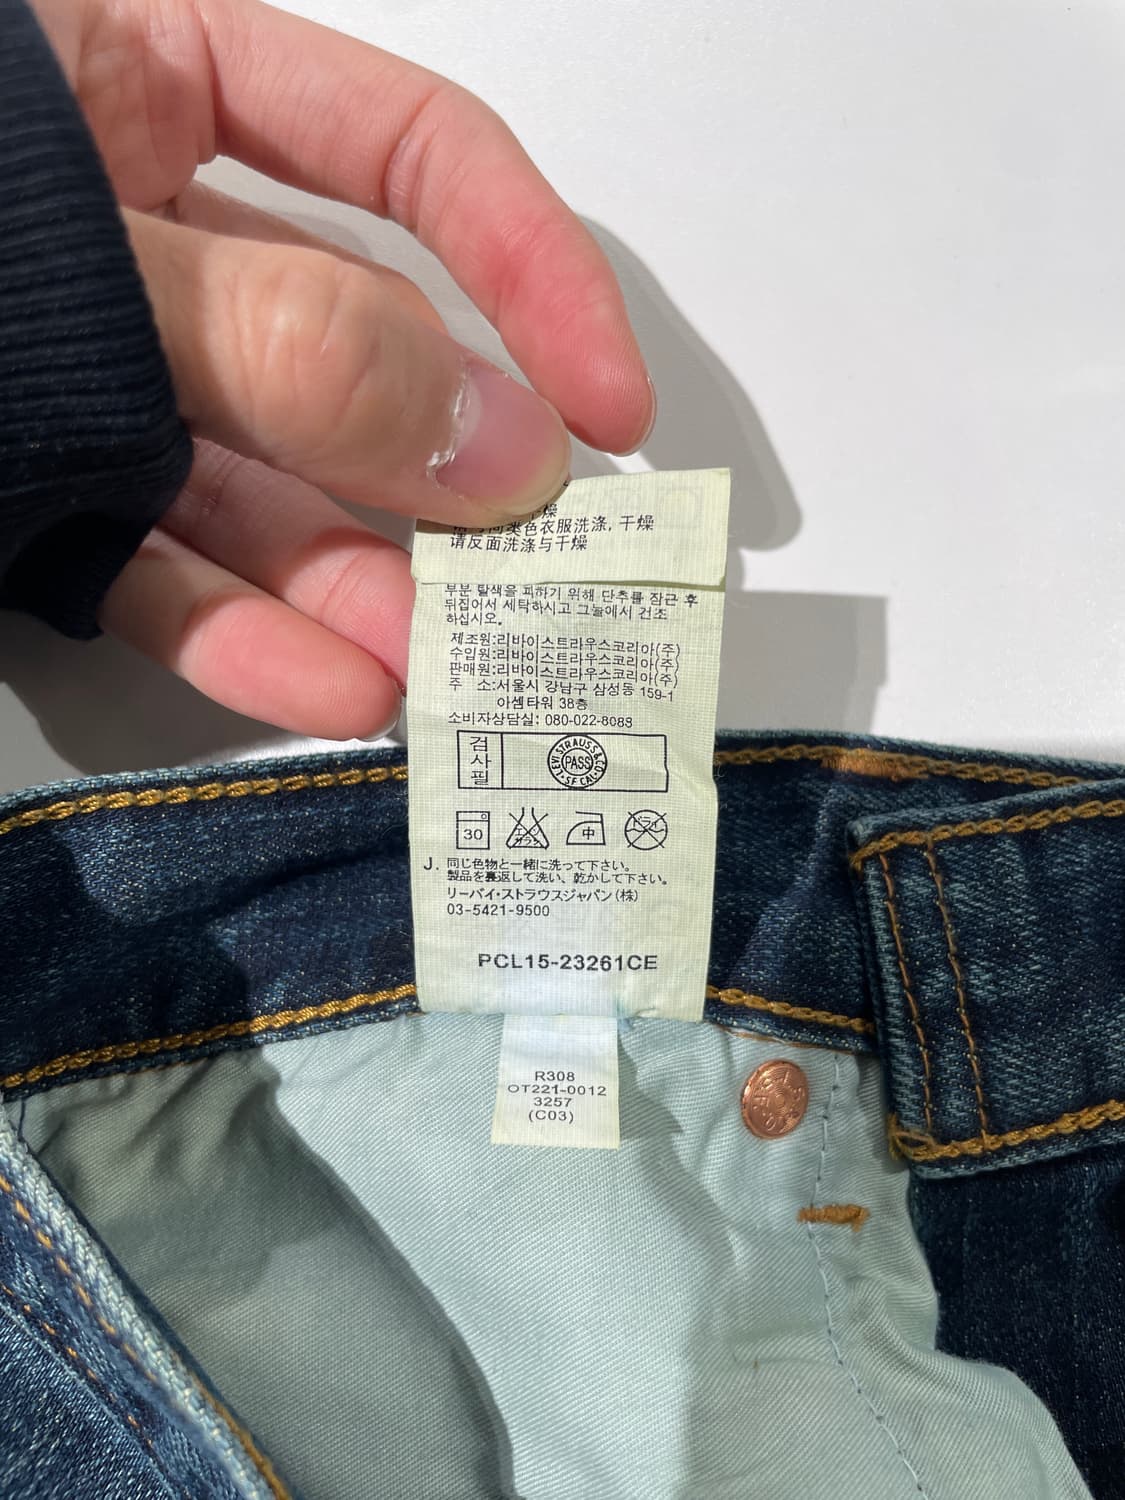 干燥
同类色衣服洗涤, 干燥
请反面洗涤与干燥
부분 탈색을 피하기 위해 단추를 잠근 후
뒤집어서 세탁하시고 그늘에서 건조
하십시오.
제조원:리바이스트라우스코리아(주)
수입원:리바이스트라우스코리아(주)
판매원:리바이스트라우스코리아(주)
주 소:서울시 강남구 삼성동 159-1
아셈타워 38층
소비자상담실: 080-022-8088
검사필
LEVI STRAUSS & CO.
PASS
S.F. CAL.
30 中 ドライ
J. 同じ色物と一緒に洗って下さい。
製品を裏返して洗い、乾かして下さい。
リーバイ・ストラウスジャパン(株)
03-5421-9500
PCL15-23261CE
R308
OT221-0012
3257
(C03)